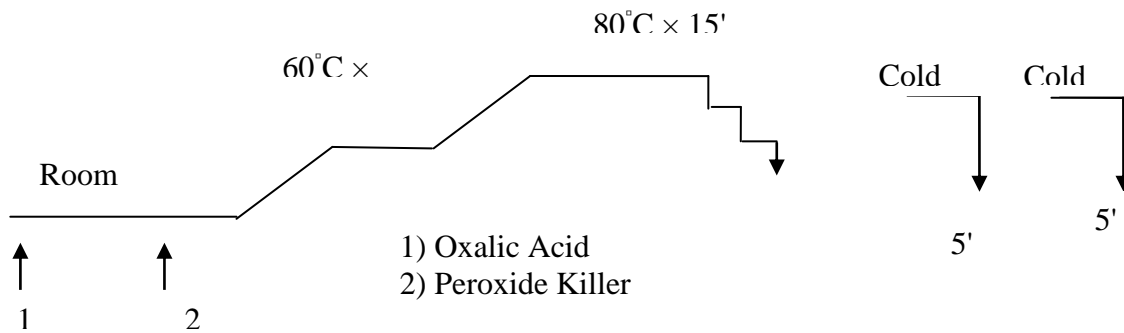 80°C × 15'
60°C ×
Cold
Cold
Room
1) Oxalic Acid
2) Peroxide Killer
5'
5'
1
2